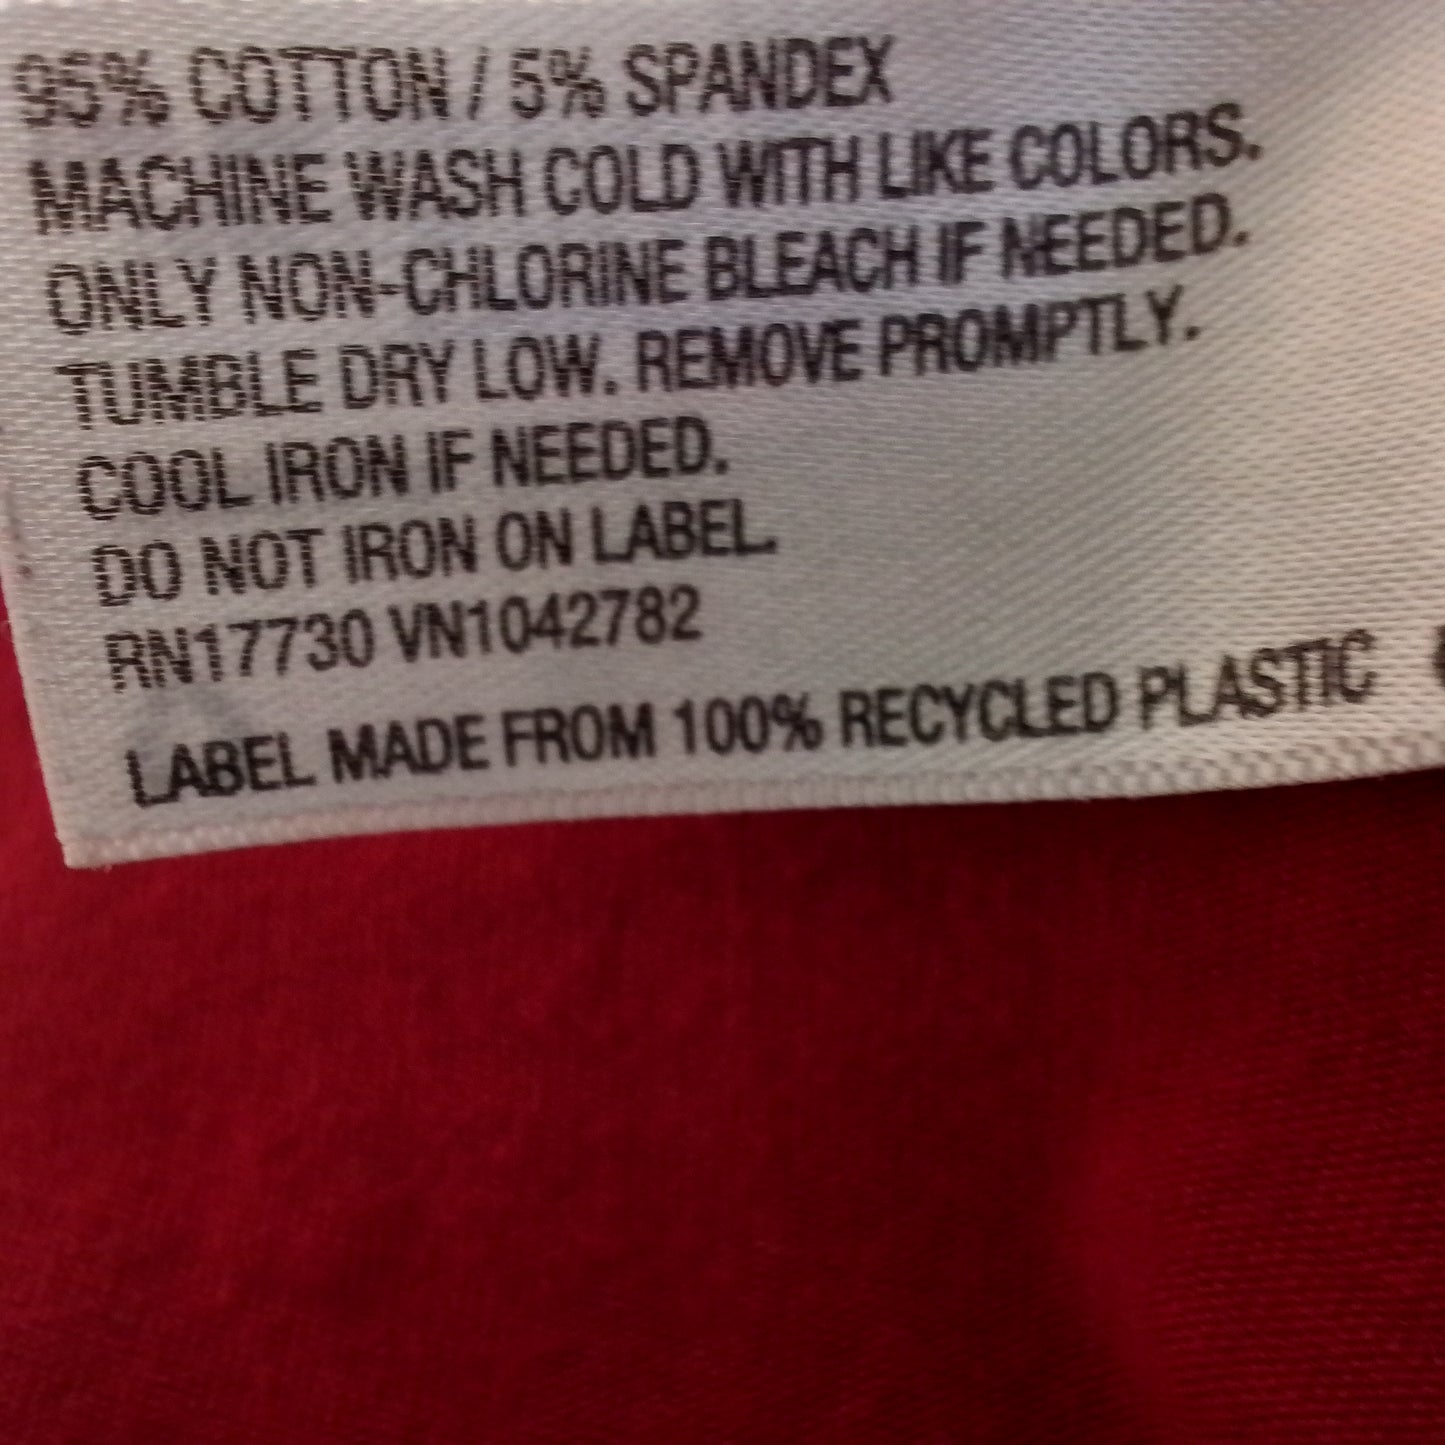 95% COTTON / 5% SPANDEX
MACHINE WASH COLD WITH LIKE COLORS.
ONLY NON-CHLORINE BLEACH IF NEEDED.
TUMBLE DRY LOW. REMOVE PROMPTLY.
COOL IRON IF NEEDED.
DO NOT IRON ON LABEL.
RN17730 VN1042782
LABEL MADE FROM 100% RECYCLED PLASTIC